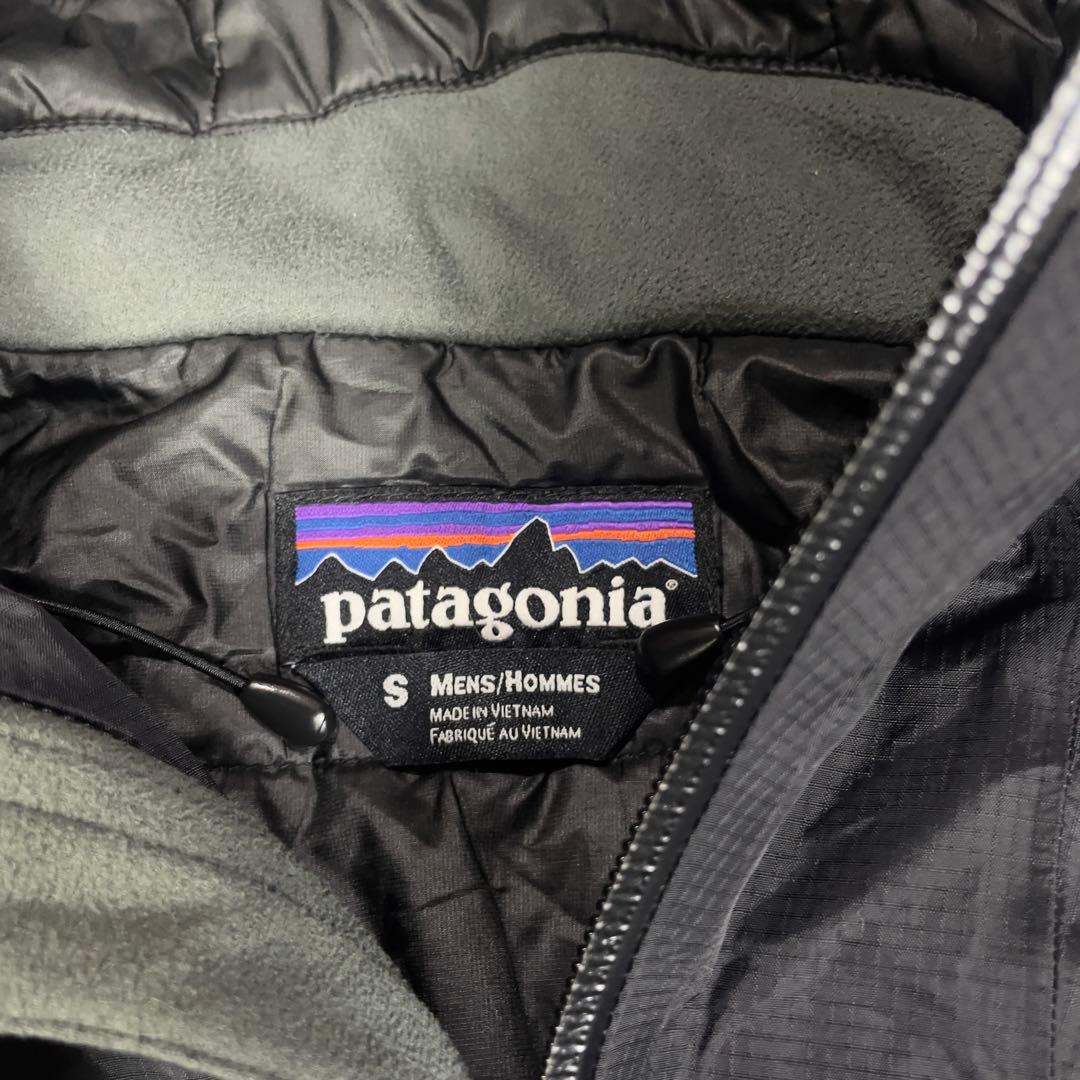 patagonia®
S MENS/HOMMES
MADE IN VIETNAM
FABRIQUÉ AU VIETNAM